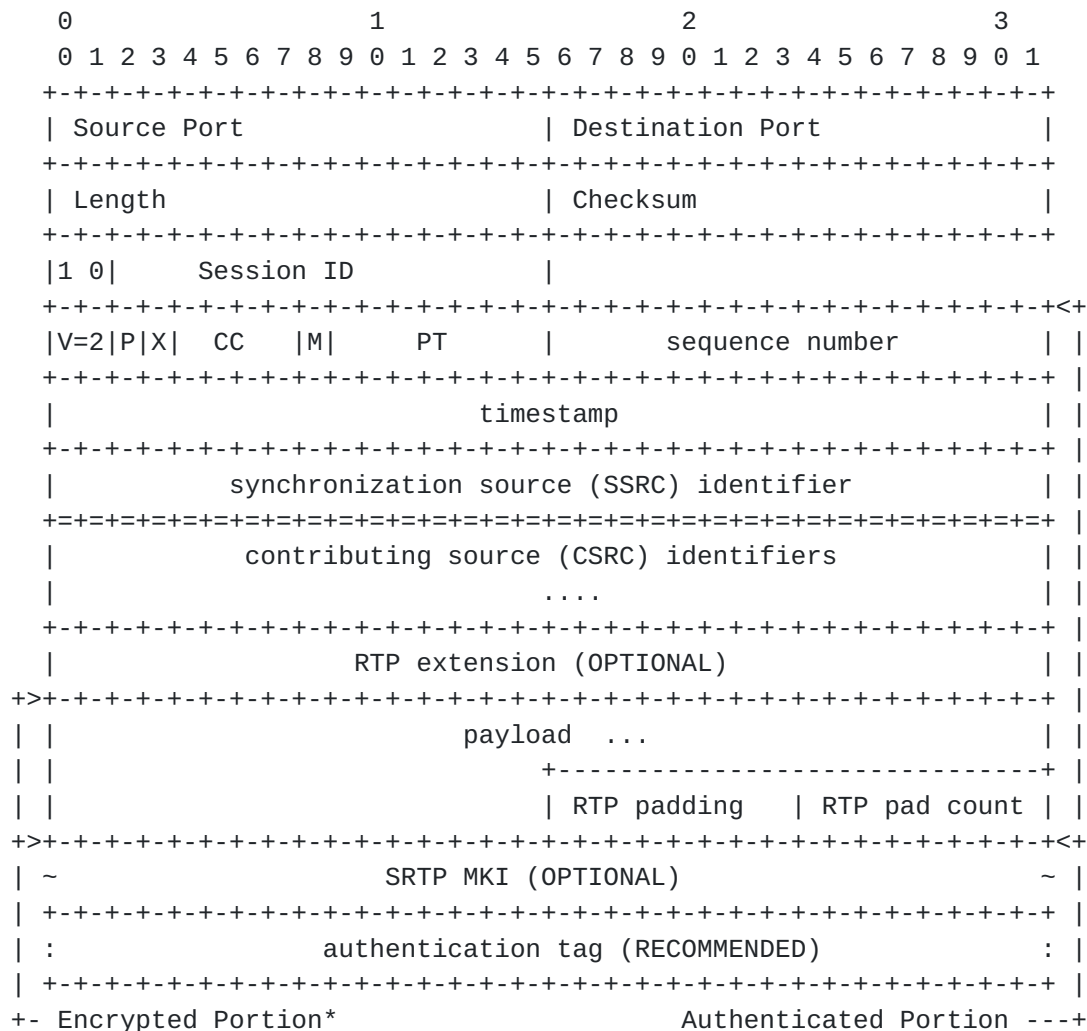 0                   1                   2                   3
    0 1 2 3 4 5 6 7 8 9 0 1 2 3 4 5 6 7 8 9 0 1 2 3 4 5 6 7 8 9 0 1
   +-+-+-+-+-+-+-+-+-+-+-+-+-+-+-+-+-+-+-+-+-+-+-+-+-+-+-+-+-+-+-+-+
   | Source Port                   | Destination Port              |
   +-+-+-+-+-+-+-+-+-+-+-+-+-+-+-+-+-+-+-+-+-+-+-+-+-+-+-+-+-+-+-+-+
   | Length                        | Checksum                      |
   +-+-+-+-+-+-+-+-+-+-+-+-+-+-+-+-+-+-+-+-+-+-+-+-+-+-+-+-+-+-+-+-+
   |1 0|     Session ID            |
   +-+-+-+-+-+-+-+-+-+-+-+-+-+-+-+-+-+-+-+-+-+-+-+-+-+-+-+-+-+-+-+-+<+
   |V=2|P|X|  CC   |M|     PT      |       sequence number         | |
   +-+-+-+-+-+-+-+-+-+-+-+-+-+-+-+-+-+-+-+-+-+-+-+-+-+-+-+-+-+-+-+-+ |
   |                           timestamp                           | |
   +-+-+-+-+-+-+-+-+-+-+-+-+-+-+-+-+-+-+-+-+-+-+-+-+-+-+-+-+-+-+-+-+ |
   |           synchronization source (SSRC) identifier            | |
   +=+=+=+=+=+=+=+=+=+=+=+=+=+=+=+=+=+=+=+=+=+=+=+=+=+=+=+=+=+=+=+=+ |
   |            contributing source (CSRC) identifiers             | |
   |                               ....                            | |
   +-+-+-+-+-+-+-+-+-+-+-+-+-+-+-+-+-+-+-+-+-+-+-+-+-+-+-+-+-+-+-+-+ |
   |                   RTP extension (OPTIONAL)                    | |
 +>+-+-+-+-+-+-+-+-+-+-+-+-+-+-+-+-+-+-+-+-+-+-+-+-+-+-+-+-+-+-+-+-+ |
 | |                          payload  ...                         | |
 | |                               +-------------------------------+ |
 | |                               | RTP padding   | RTP pad count | |
 +>+-+-+-+-+-+-+-+-+-+-+-+-+-+-+-+-+-+-+-+-+-+-+-+-+-+-+-+-+-+-+-+-+<+
 | ~                     SRTP MKI (OPTIONAL)                       ~ |
 | +-+-+-+-+-+-+-+-+-+-+-+-+-+-+-+-+-+-+-+-+-+-+-+-+-+-+-+-+-+-+-+-+ |
 | :                 authentication tag (RECOMMENDED)              : |
 | +-+-+-+-+-+-+-+-+-+-+-+-+-+-+-+-+-+-+-+-+-+-+-+-+-+-+-+-+-+-+-+-+ |
 +- Encrypted Portion*                      Authenticated Portion ---+